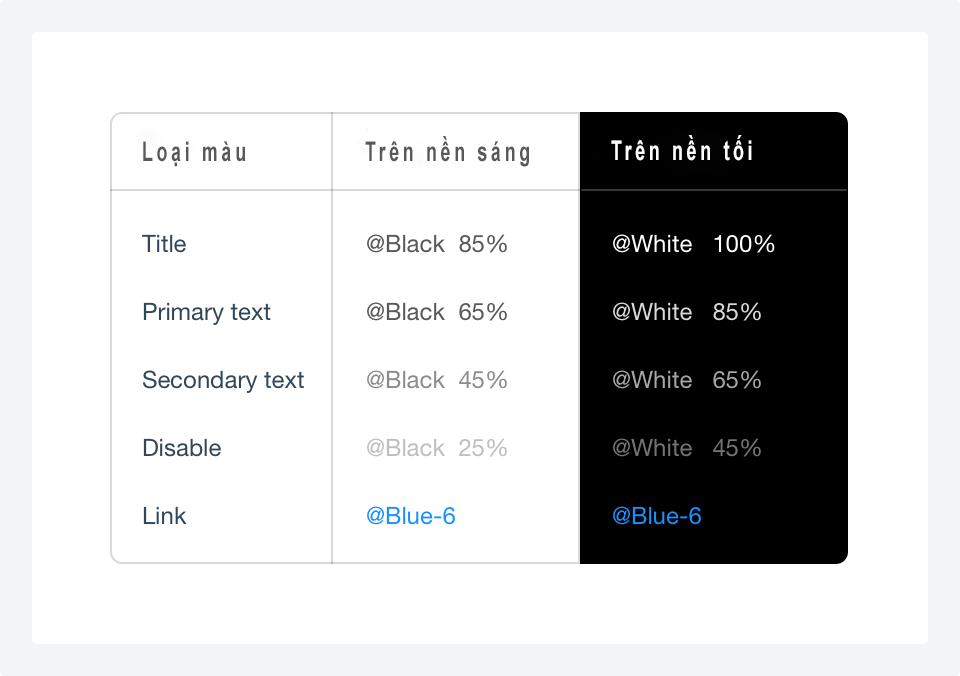 Loại màu Trên nền sáng Trên nền tối
Title @Black 85% @White 100%
Primary text @Black 65% @White 85%
Secondary text @Black 45% @White 65%
Disable @Black 25% @White 45%
Link @Blue-6 @Blue-6